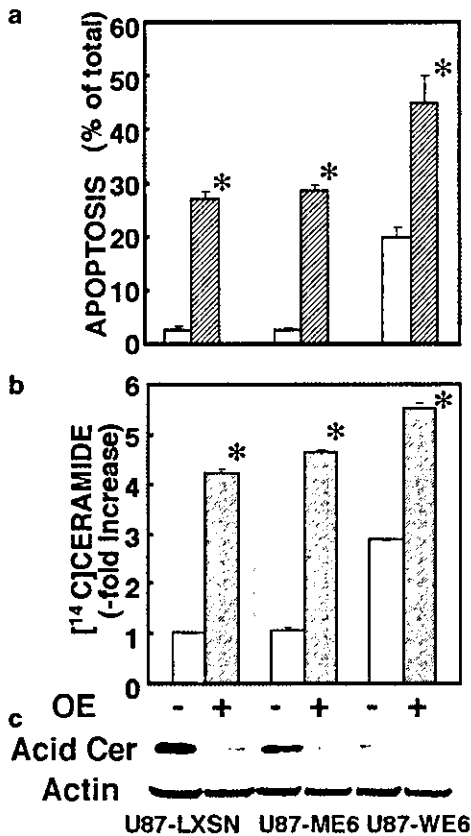 a
APOPTOSIS
(% of total)
60
50
40
30
20
10
0
*
*
*
b
[14 C]CERAMIDE
(-fold Increase)
6
5
4
3
2
1
0
*
*
*
OE - + - + - +
c
Acid Cer
Actin
U87-LXSN U87-ME6 U87-WE6